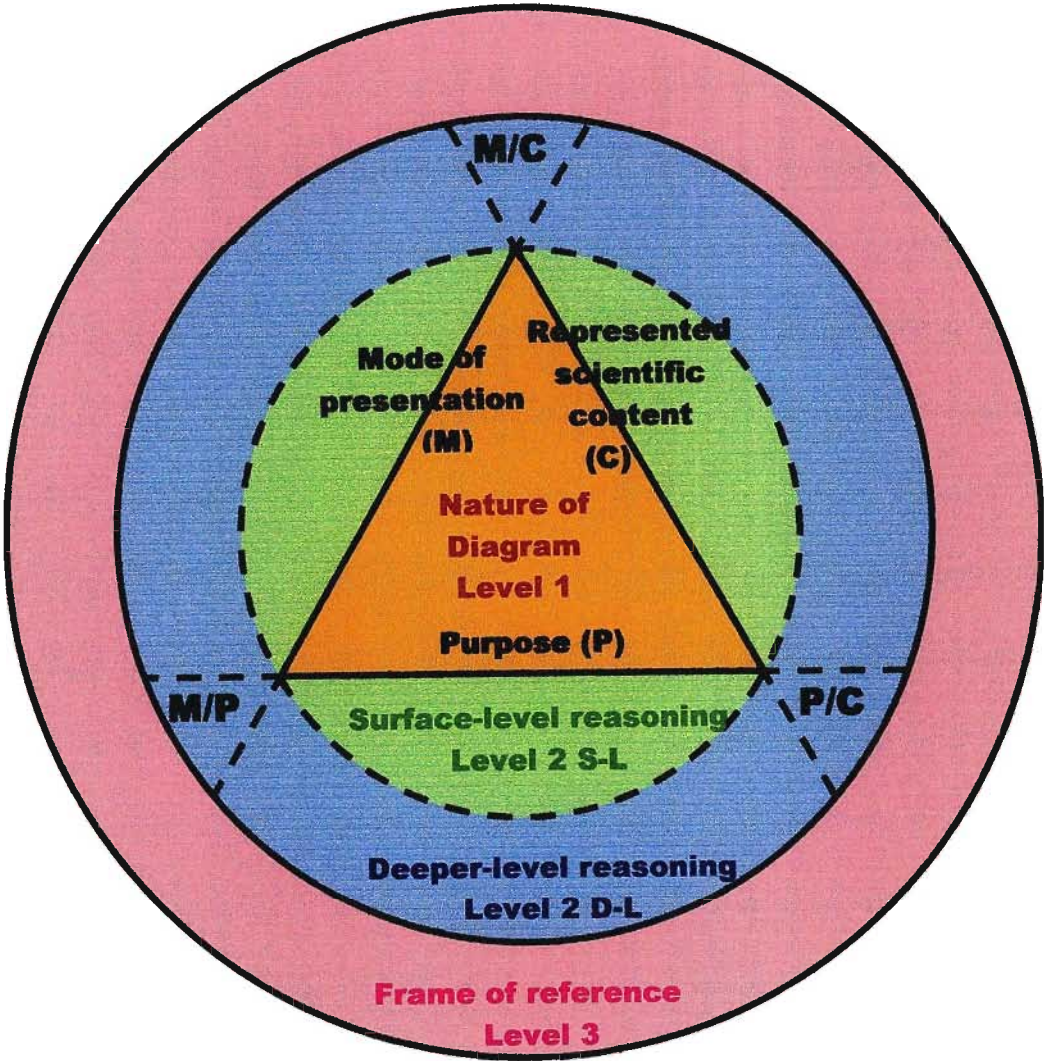 M/C
Mode of
presentation
(M)
Represented
scientific
content
(C)
Nature of
Diagram
Level 1
Purpose (P)
M/P
P/C
Surface-level reasoning
Level 2 S-L
Deeper-level reasoning
Level 2 D-L
Frame of reference
Level 3